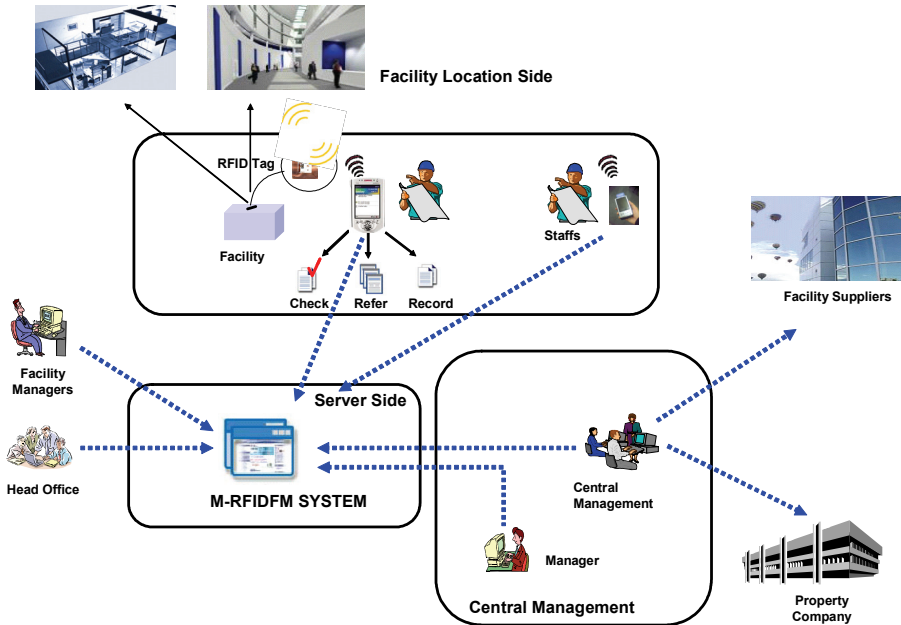 Facility Location Side
RFID Tag
Facility
Staffs
Check
Refer
Record
Facility Suppliers
Facility
Managers
Server Side
Head Office
M-RFIDFM SYSTEM
Central
Management
Manager
Central Management
Property
Company